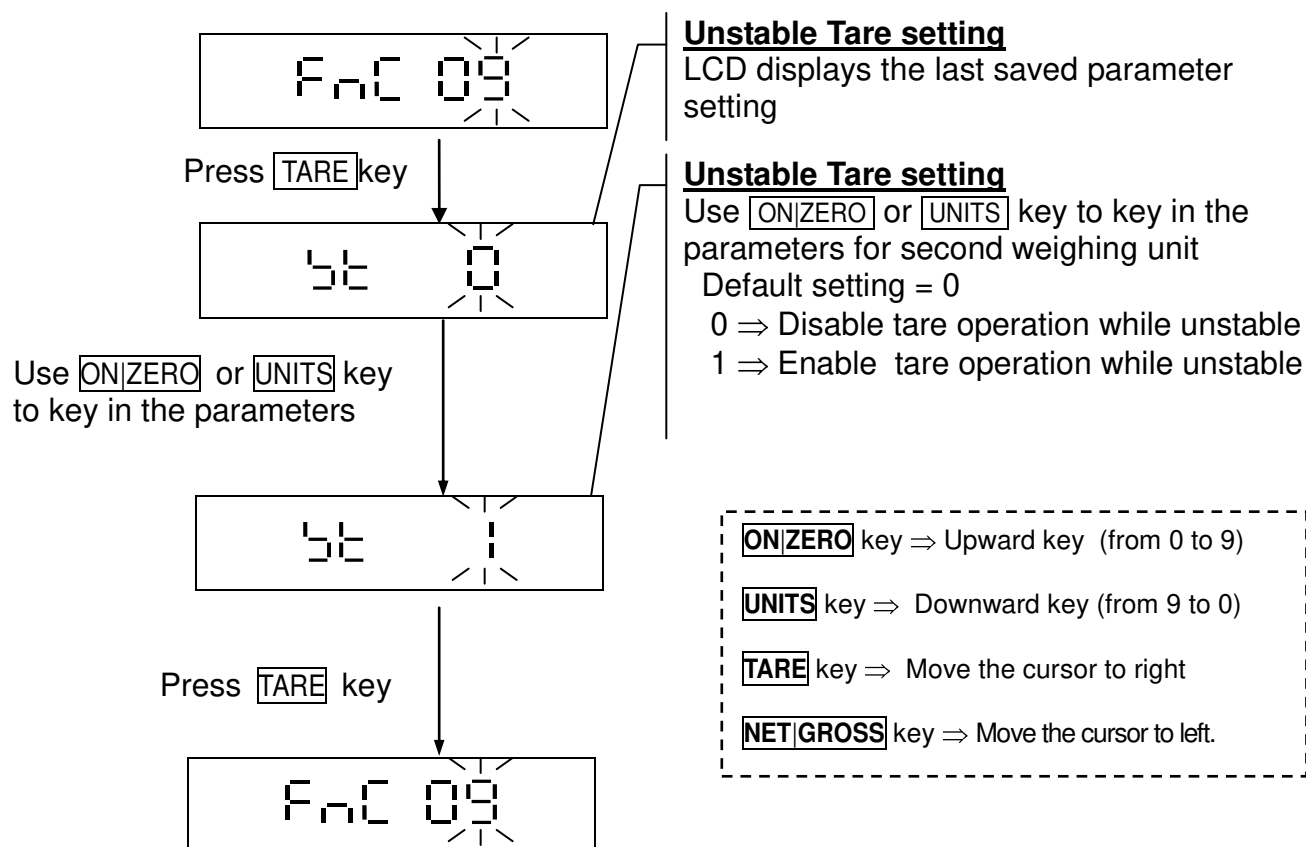 FnC 09
Press TARE key
St 0
Use ON|ZERO or UNITS key
to key in the parameters
St 1
Press TARE key
FnC 09
Unstable Tare setting
LCD displays the last saved parameter
setting
Unstable Tare setting
Use ON|ZERO or UNITS key to key in the
parameters for second weighing unit
Default setting = 0
0 ⇒ Disable tare operation while unstable
1 ⇒ Enable tare operation while unstable
ON|ZERO key ⇒ Upward key (from 0 to 9)
UNITS key ⇒ Downward key (from 9 to 0)
TARE key ⇒ Move the cursor to right
NET|GROSS key ⇒ Move the cursor to left.